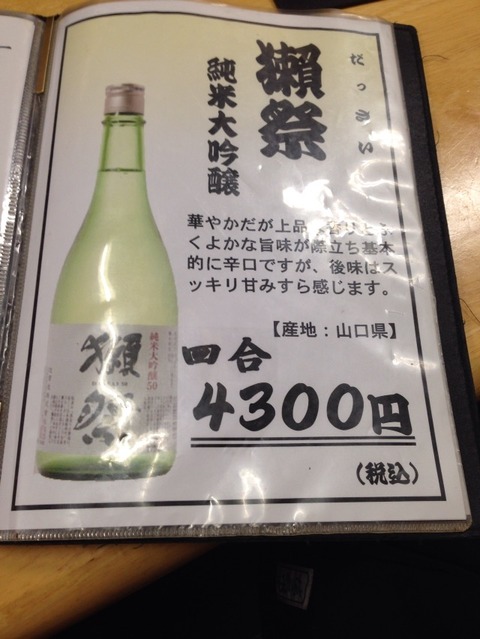 だっさい
獺祭
純米大吟醸
華やかだが上品
くよかな旨味が際立ち基本
的に辛口ですが、後味はス
ッキリ甘みすら感じます。
【産地：山口県】
四合
4300円
（税込）
純米大吟醸50
獺祭